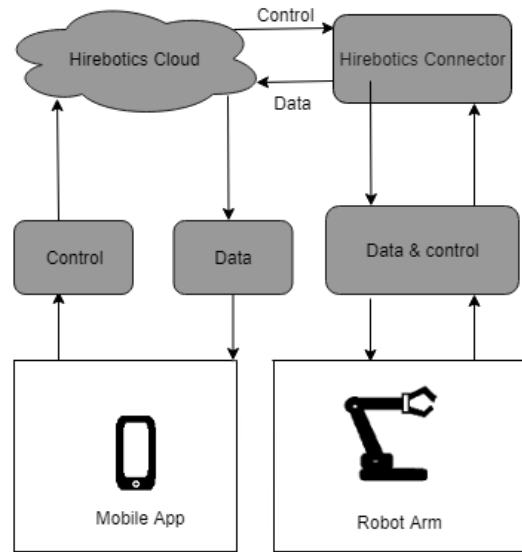 Control
Hirebotics Cloud
Hirebotics Connector
Data
Control
Data
Data & control
Mobile App
Robot Arm